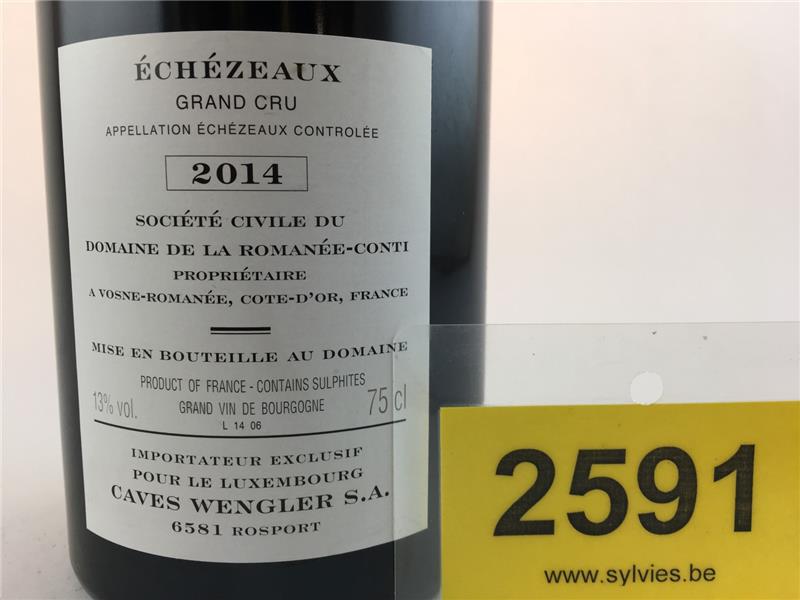 ÉCHÉZEAUX
GRAND CRU
APPELLATION ÉCHÉZEAUX CONTROLÉE
2014
SOCIÉTÉ CIVILE DU
DOMAINE DE LA ROMANÉE-CONTI
PROPRIÉTAIRE
A VOSNE-ROMANÉE, COTE-D'OR, FRANCE
MISE EN BOUTEILLE AU DOMAINE
PRODUCT OF FRANCE - CONTAINS SULPHITES
13% vol. GRAND VIN DE BOURGOGNE 75 cl
L 14 06
IMPORTATEUR EXCLUSIF
POUR LE LUXEMBOURG
CAVES WENGLER S.A.
6581 ROSPORT
2591
www.sylvies.be